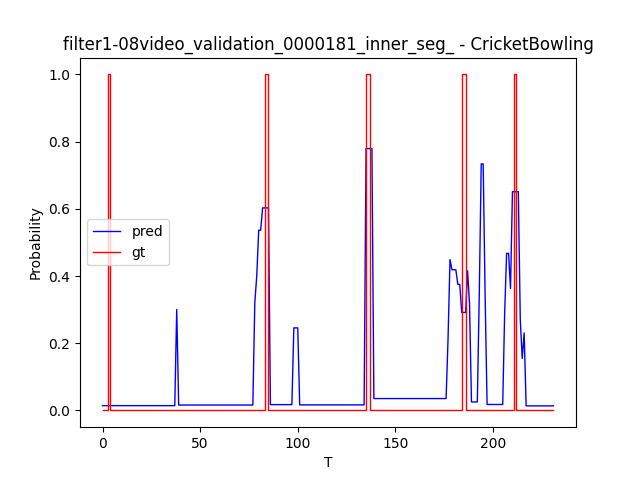 filter1-08video_validation_0000181_inner_seg_ - CricketBowling
1.0
0.8
0.6
0.4
0.2
0.0
Probability
pred
gt
0
50
100
150
200
T